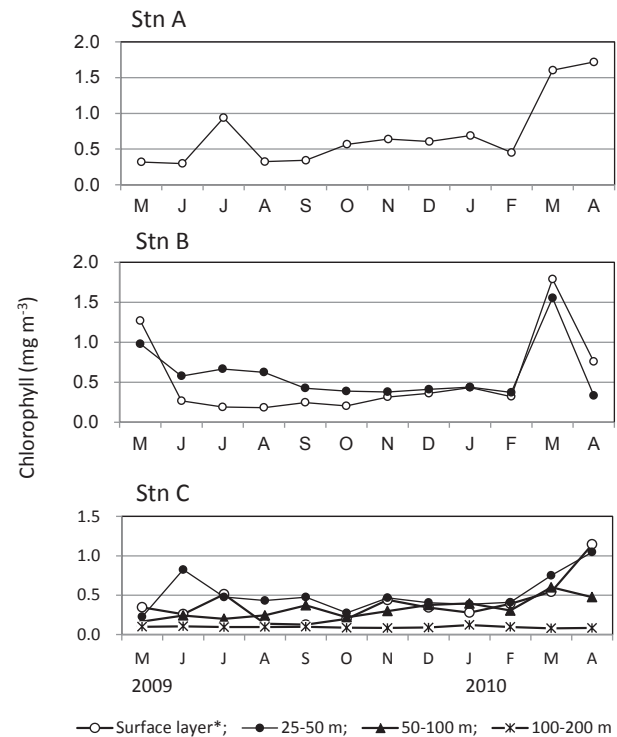 Stn A
2.0
1.5
1.0
0.5
0.0
M J J A S O N D J F M A
Stn B
2.0
1.5
1.0
0.5
0.0
M J J A S O N D J F M A
Chlorophyll (mg m-3)
Stn C
1.5
1.0
0.5
0.0
M J J A S O N D J F M A
2009 2010
Surface layer*; 25-50 m; 50-100 m; 100-200 m